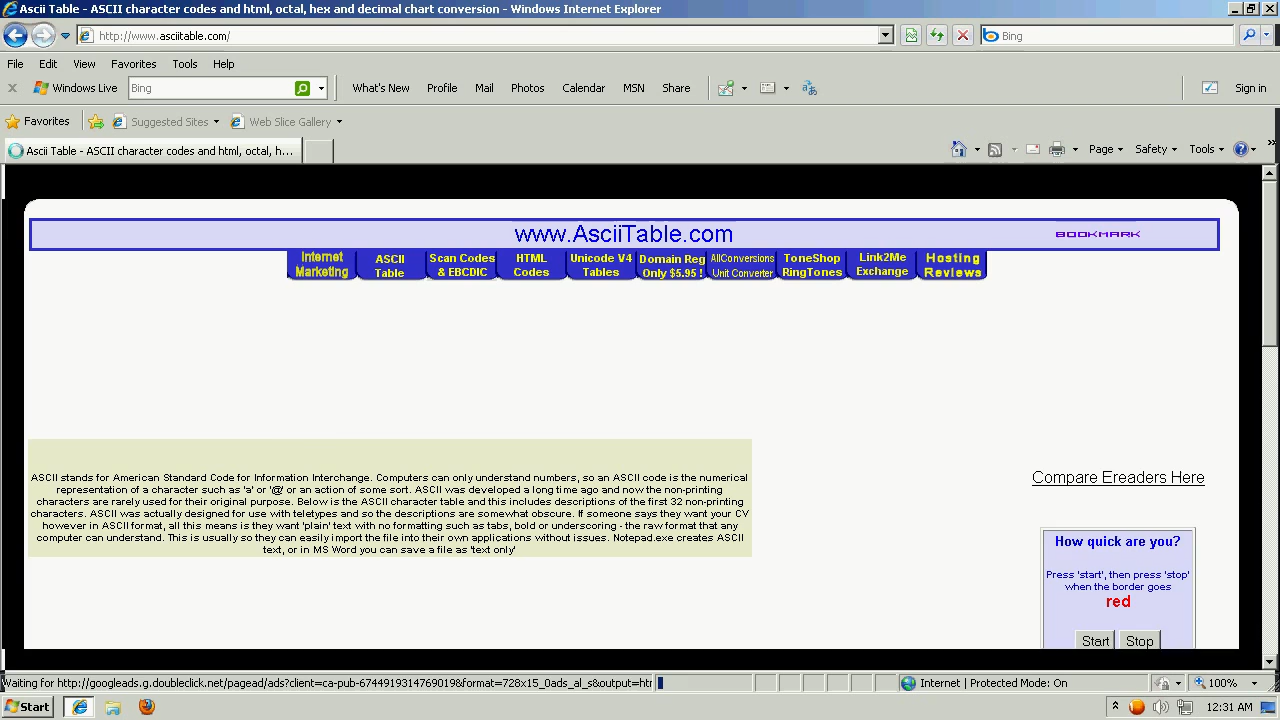 Ascii Table - ASCII character codes and html, octal, hex and decimal chart conversion - Windows Internet Explorer
http://www.asciitable.com/
Bing
File Edit View Favorites Tools Help
Windows Live Bing What's New Profile Mail Photos Calendar MSN Share Sign in
Favorites Suggested Sites Web Slice Gallery
Ascii Table - ASCII character codes and html, octal, h... Page Safety Tools
www.AsciiTable.com BOOKMARK
Internet Marketing
ASCII Table
Scan Codes & EBCDIC
HTML Codes
Unicode V4 Tables
Domain Reg Only $5.95 !
AllConversions Unit Converter
ToneShop RingTones
Link2Me Exchange
Hosting Reviews
ASCII stands for American Standard Code for Information Interchange. Computers can only understand numbers, so an ASCII code is the numerical
representation of a character such as 'a' or '@' or an action of some sort. ASCII was developed a long time ago and now the non-printing
characters are rarely used for their original purpose. Below is the ASCII character table and this includes descriptions of the first 32 non-printing
characters. ASCII was actually designed for use with teletypes and so the descriptions are somewhat obscure. If someone says they want your CV
however in ASCII format, all this means is they want 'plain' text with no formatting such as tabs, bold or underscoring - the raw format that any
computer can understand. This is usually so they can easily import the file into their own applications without issues. Notepad.exe creates ASCII
text, or in MS Word you can save a file as 'text only'
Compare Ereaders Here
How quick are you?
Press 'start', then press 'stop'
when the border goes
red
Start Stop
Waiting for http://googleads.g.doubleclick.net/pagead/ads?client=ca-pub-6744919314769019&format=728x15_0ads_al_s&output=htm Internet | Protected Mode: On 100%
Start 12:31 AM